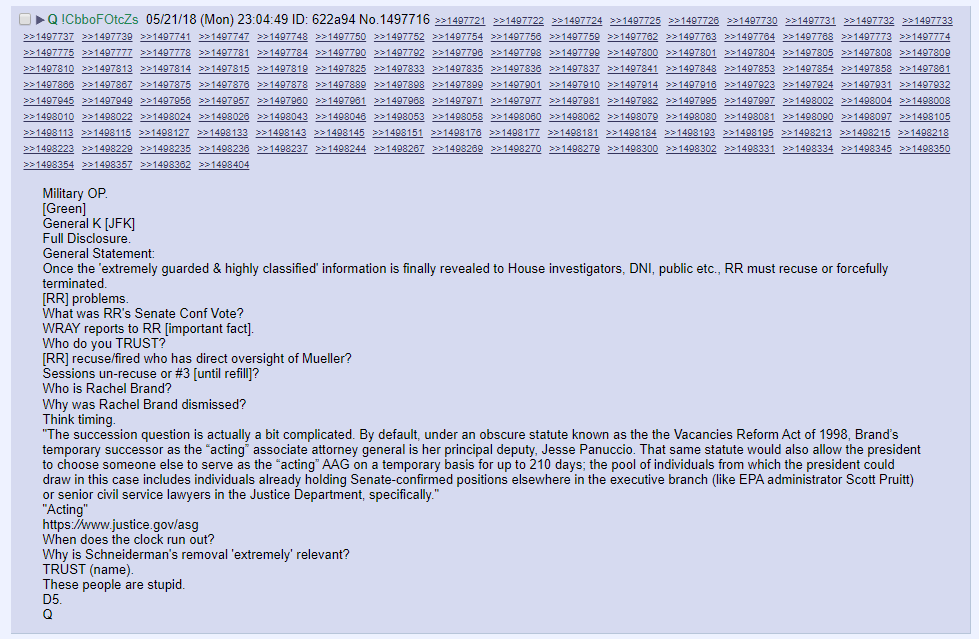 ▶Q !CbboFOtcZs 05/21/18 (Mon) 23:04:49 ID: 622a94 No.1497716 >>1497721 >>1497722 >>1497724 >>1497725 >>1497726 >>1497730 >>1497731 >>1497732 >>1497733
>>1497737 >>1497739 >>1497741 >>1497747 >>1497748 >>1497750 >>1497752 >>1497754 >>1497756 >>1497759 >>1497762 >>1497764 >>1497768 >>1497773 >>1497774
>>1497775 >>1497777 >>1497778 >>1497781 >>1497784 >>1497790 >>1497792 >>1497796 >>1497798 >>1497799 >>1497800 >>1497801 >>1497804 >>1497805 >>1497808 >>1497809
>>1497810 >>1497813 >>1497814 >>1497815 >>1497819 >>1497825 >>1497833 >>1497835 >>1497836 >>1497837 >>1497841 >>1497848 >>1497853 >>1497854 >>1497858 >>1497861
>>1497866 >>1497867 >>1497875 >>1497876 >>1497878 >>1497889 >>1497898 >>1497899 >>1497901 >>1497910 >>1497914 >>1497916 >>1497923 >>1497924 >>1497931 >>1497932
>>1497945 >>1497949 >>1497956 >>1497957 >>1497960 >>1497961 >>1497968 >>1497971 >>1497977 >>1497981 >>1497982 >>1497995 >>1497997 >>1498002 >>1498004 >>1498008
>>1498010 >>1498022 >>1498024 >>1498026 >>1498043 >>1498046 >>1498053 >>1498058 >>1498060 >>1498062 >>1498079 >>1498080 >>1498081 >>1498090 >>1498097 >>1498105
>>1498113 >>1498115 >>1498127 >>1498133 >>1498143 >>1498145 >>1498151 >>1498176 >>1498177 >>1498181 >>1498184 >>1498193 >>1498195 >>1498213 >>1498215 >>1498218
>>1498223 >>1498229 >>1498235 >>1498236 >>1498237 >>1498244 >>1498267 >>1498269 >>1498270 >>1498279 >>1498300 >>1498302 >>1498331 >>1498334 >>1498345 >>1498350
>>1498354 >>1498357 >>1498362 >>1498404
Military OP.
[Green]
General K [JFK]
Full Disclosure.
General Statement:
Once the 'extremely guarded & highly classified' information is finally revealed to House investigators, DNI, public etc., RR must recuse or forcefully
terminated.
[RR] problems.
What was RR's Senate Conf Vote?
WRAY reports to RR [important fact].
Who do you TRUST?
[RR] recuse/fired who has direct oversight of Mueller?
Sessions un-recuse or #3 [until refill]?
Who is Rachel Brand?
Why was Rachel Brand dismissed?
Think timing.
"The succession question is actually a bit complicated. By default, under an obscure statute known as the the Vacancies Reform Act of 1998, Brand’s
temporary successor as the “acting” associate attorney general is her principal deputy, Jesse Panuccio. That same statute would also allow the president
to choose someone else to serve as the “acting” AAG on a temporary basis for up to 210 days; the pool of individuals from which the president could
draw in this case includes individuals already holding Senate-confirmed positions elsewhere in the executive branch (like EPA administrator Scott Pruitt)
or senior civil service lawyers in the Justice Department, specifically."
"Acting"
https://www.justice.gov/asg
When does the clock run out?
Why is Schneiderman's removal 'extremely' relevant?
TRUST (name).
These people are stupid.
D5.
Q